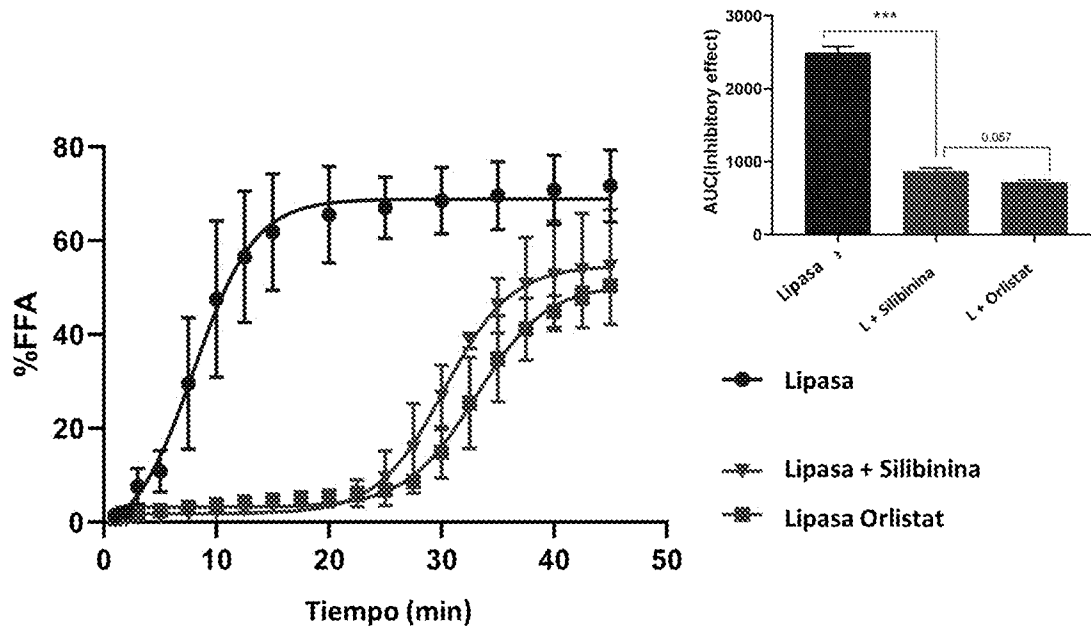 %FFA
80
60
40
20
0
0 10 20 30 40 50
Tiempo (min)
AUC(Inhibitory effect)
3000
2000
1000
0
***
0.057
Lipasa
L + Silibinina
L + Orlistat
Lipasa
Lipasa + Silibinina
Lipasa Orlistat